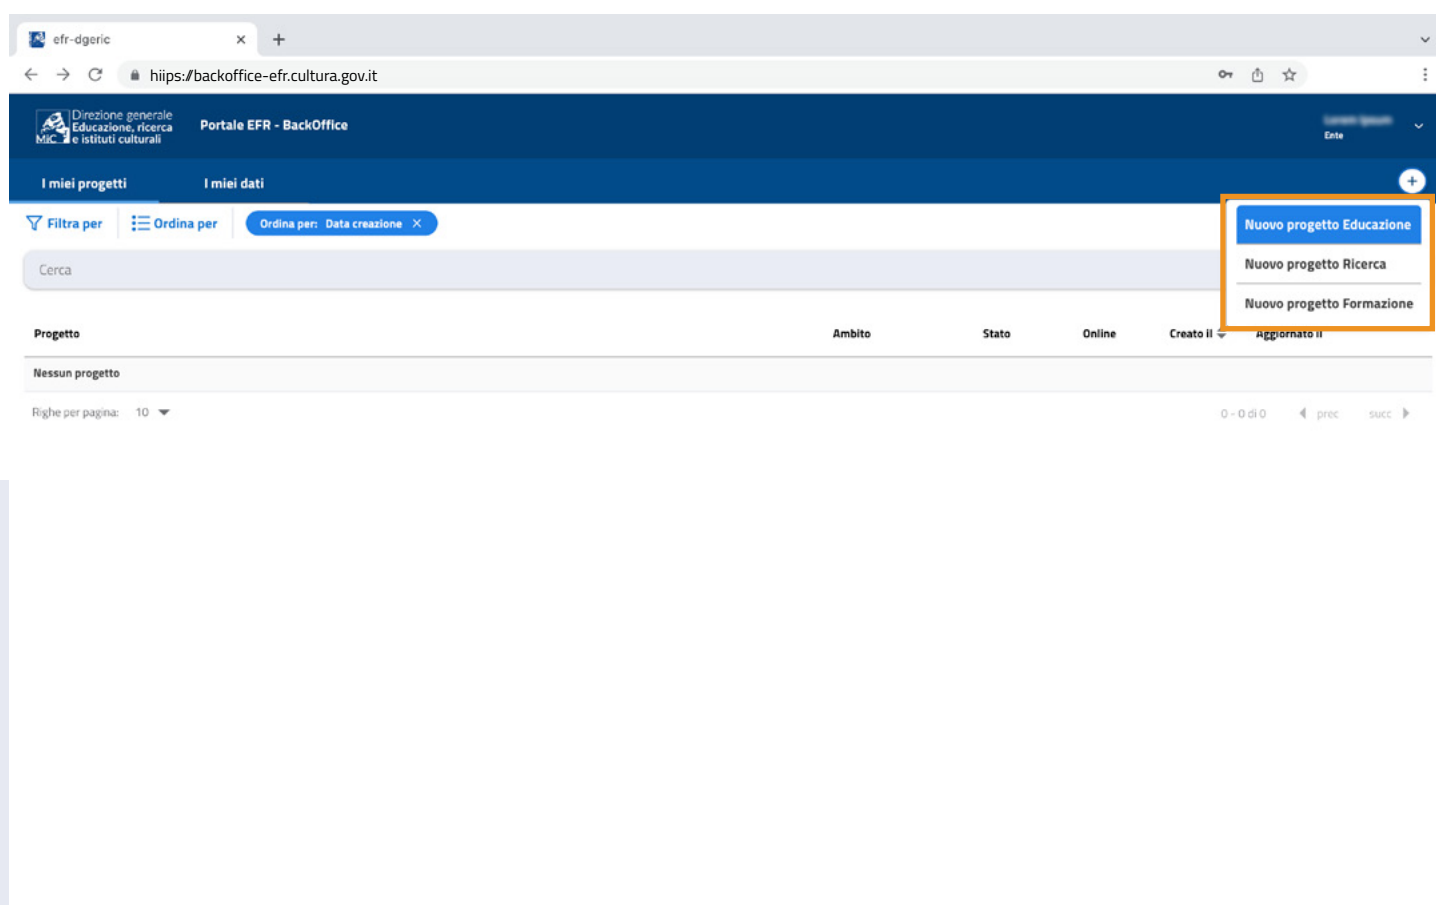 efr-dgeric
hiips://backoffice-efr.cultura.gov.it
Direzione generale
Educazione, ricerca
e istituti culturali
MiC
Portale EFR - BackOffice
Ente
I miei progetti I miei dati
Filtra per Ordina per Ordina per: Data creazione
Nuovo progetto Educazione
Cerca
Nuovo progetto Ricerca
Nuovo progetto Formazione
Progetto Ambito Stato Online Creato il Aggiornato il
Nessun progetto
Righe per pagina: 10 0 - 0 di 0 prec succ